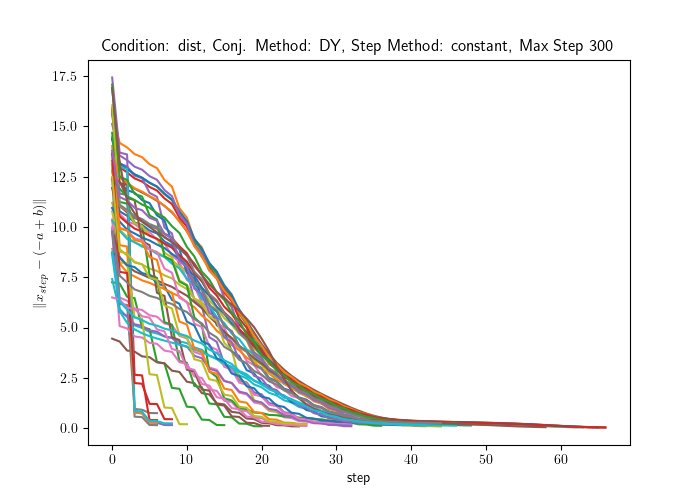 Condition: dist, Conj. Method: DY, Step Method: constant, Max Step 300
17.5
15.0
12.5
10.0
7.5
5.0
2.5
0.0
‖x_{step} − (−a + b)‖
0 10 20 30 40 50 60
step